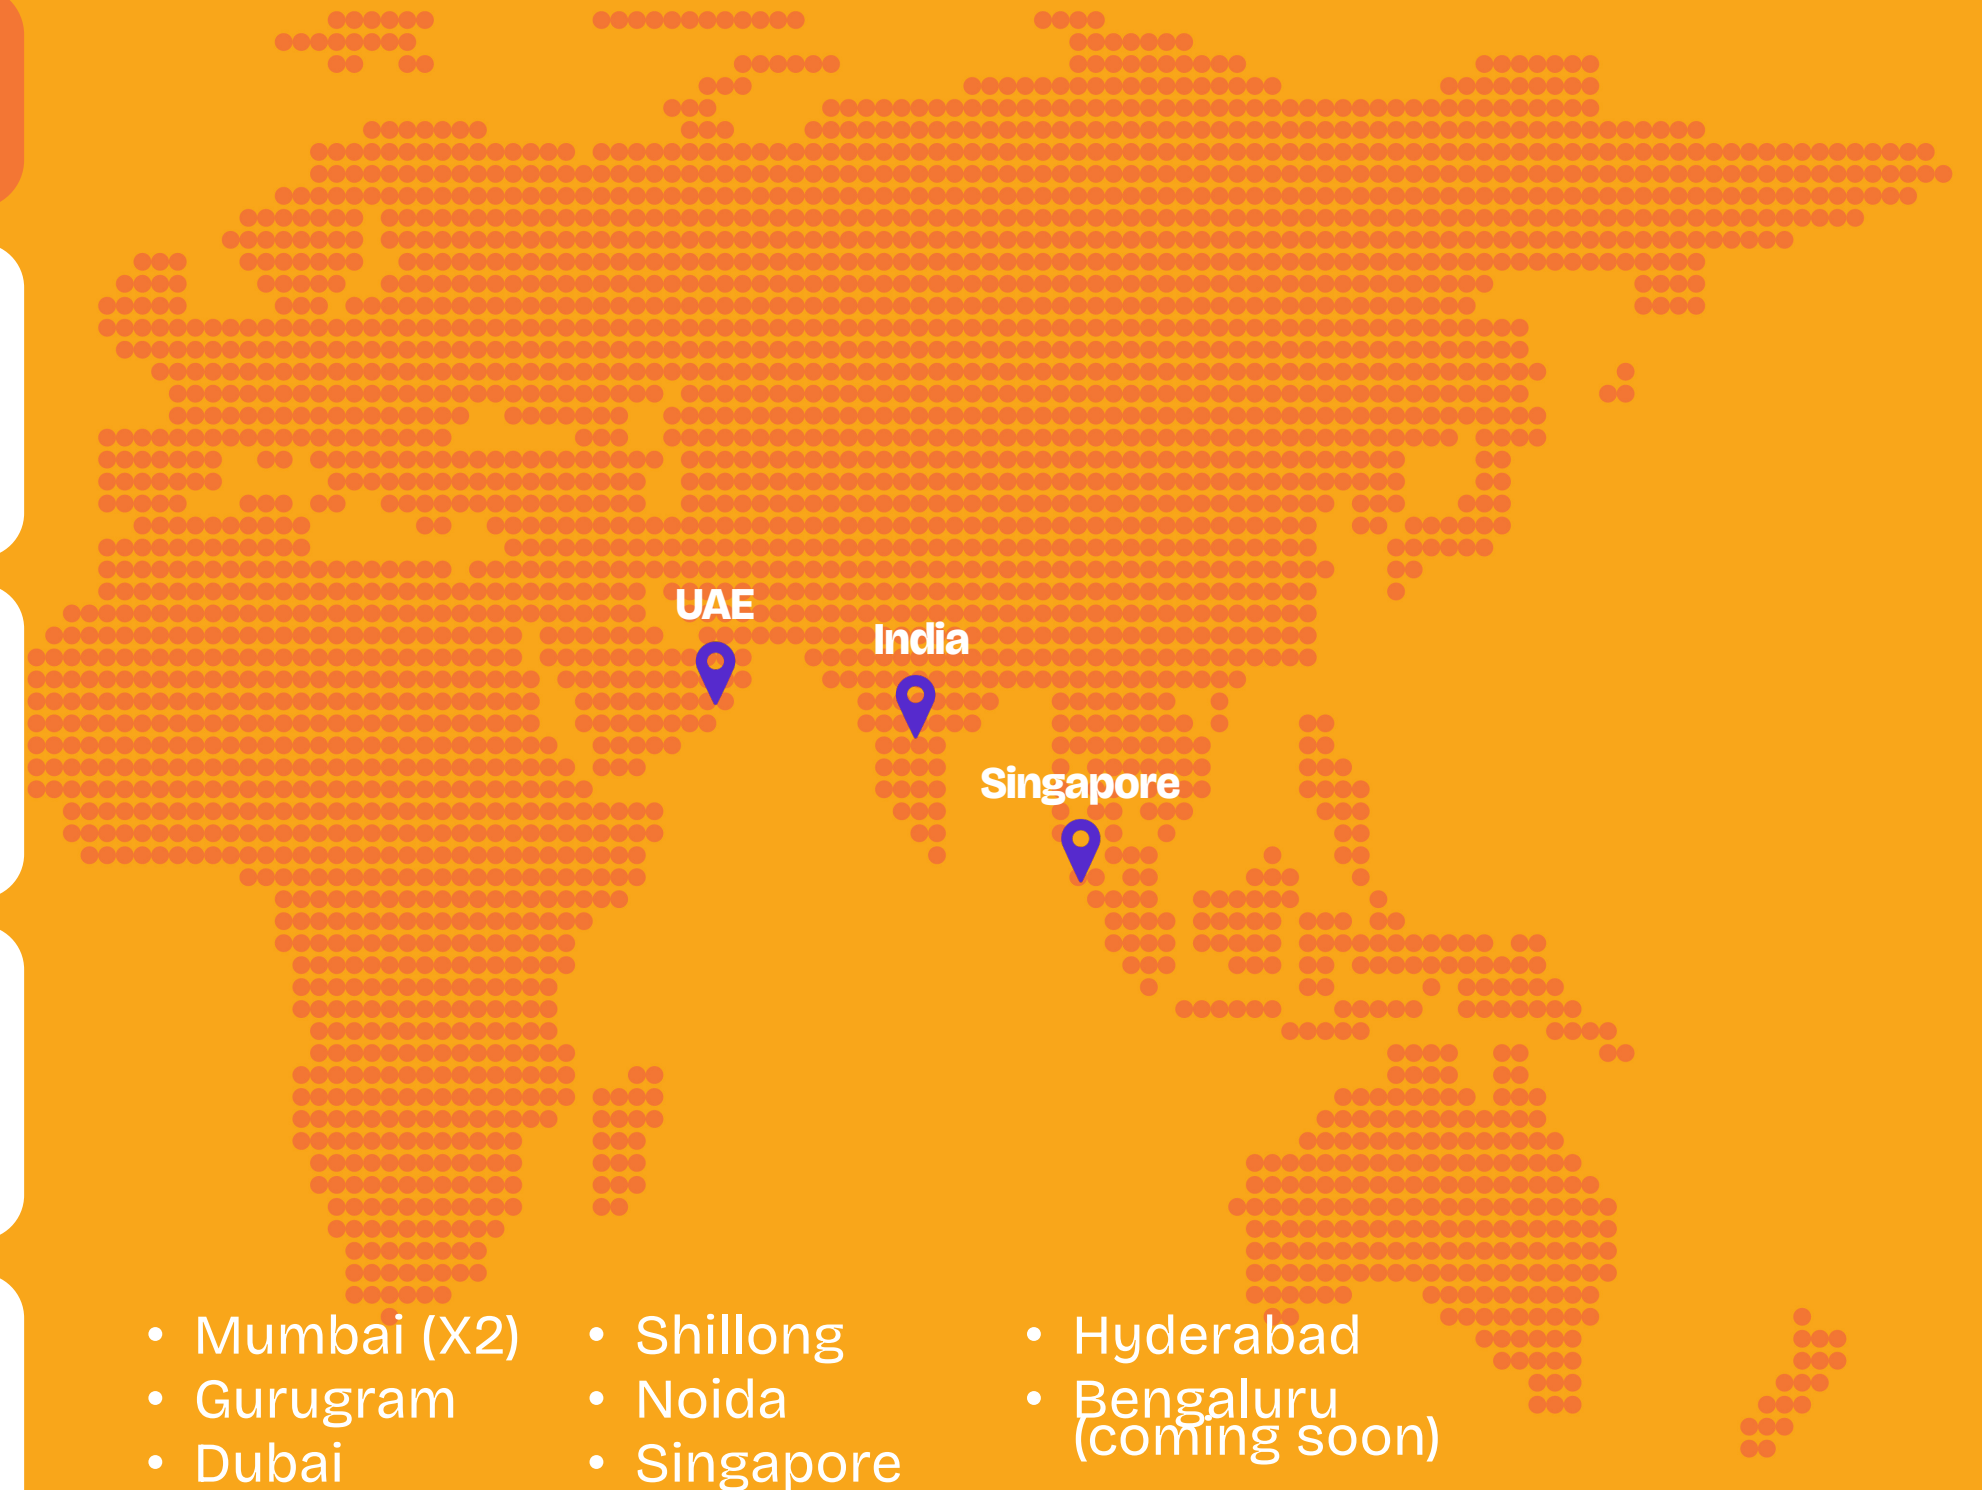 UAE
India
Singapore
• Mumbai (X2)
• Gurugram
• Dubai
• Shillong
• Noida
• Singapore
• Hyderabad
• Bengaluru
(coming soon)